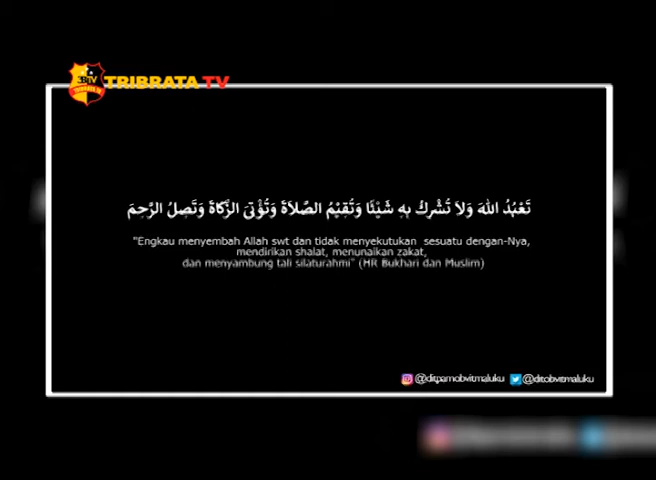 TRIBRATA TV
تَعْبُدُ اللهَ وَلاَ تُشْرِكُ بِهِ شَيْئًا وَتُقِيْمُ الصَّلاَةَ وَتُؤْتِى الزَّكَاةَ وَتَصِلُ الرَّحِمَ
"Engkau menyembah Allah swt dan tidak menyekutukan sesuatu dengan-Nya,
mendirikan shalat, menunaikan zakat,
dan menyambung tali silaturahmi" (HR Bukhari dan Muslim)
@ditpamobvitmaluku @ditobvitmaluku